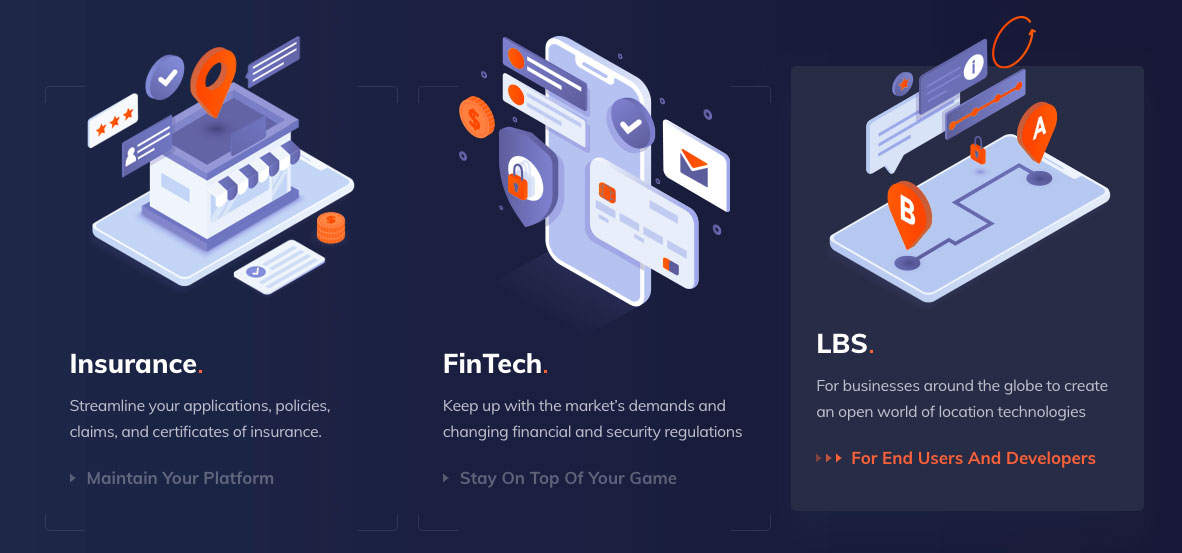 Insurance.
Streamline your applications, policies,
claims, and certificates of insurance.
Maintain Your Platform
$
FinTech.
Keep up with the market’s demands and
changing financial and security regulations
Stay On Top Of Your Game
$
i
A
B
LBS.
For businesses around the globe to create
an open world of location technologies
For End Users And Developers